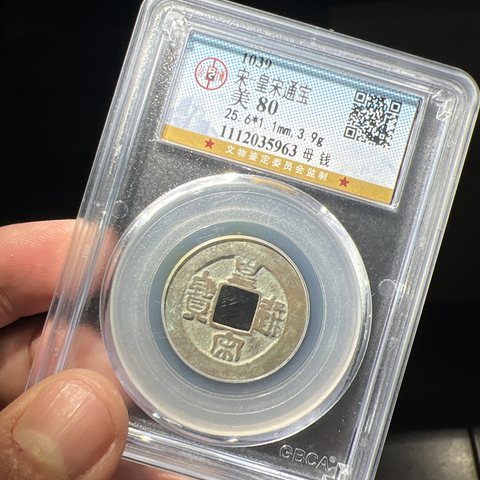 1039
宋·皇宋通宝
美 80
25.6*1.1mm,3.9g
1112035963 母钱
★ 文物鉴定委员会监制 ★
皇
寶 通
宋
GBCA